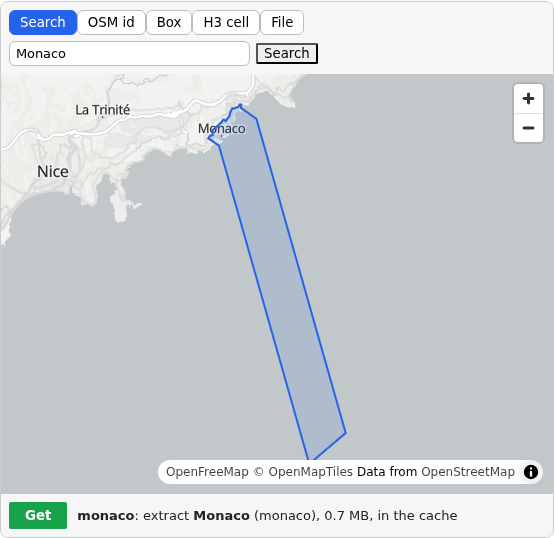 Search OSM id Box H3 cell File
Monaco Search
La Trinité
Monaco
Nice
+
−
OpenFreeMap © OpenMapTiles Data from OpenStreetMap
Get monaco: extract Monaco (monaco), 0.7 MB, in the cache